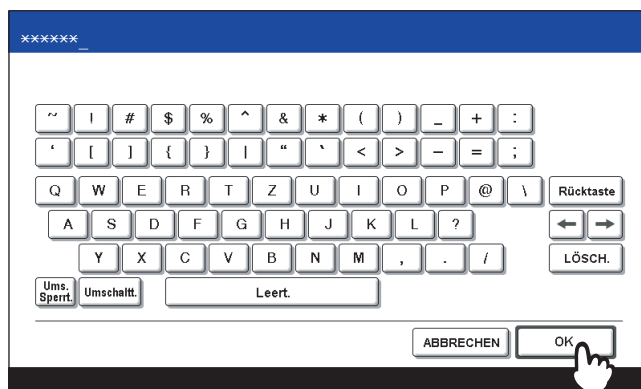 ******_
~ ! # $ % ^ & * ( ) _ + :
‘ [ ] { } | “ ` < > – = ;
Q W E R T Z U I O P @ \ Rücktaste
A S D F G H J K L ? ← →
Y X C V B N M , . / LÖSCH.
Ums. Sperrt. Umschaltt. Leert.
ABBRECHEN OK